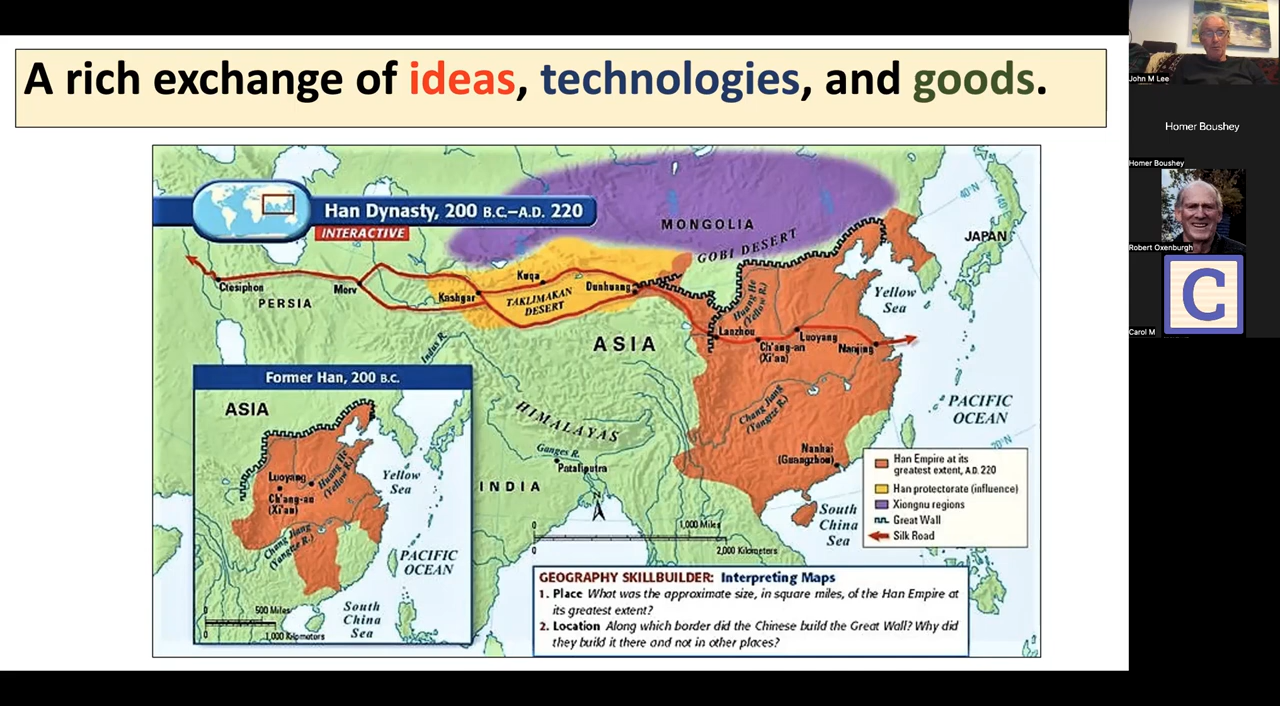 A rich exchange of ideas, technologies, and goods.
Han Dynasty, 200 B.C.–A.D. 220
INTERACTIVE
MONGOLIA
GOBI DESERT
40°N
140°
JAPAN
Ctesiphon
PERSIA
Merv
Kashgar
Kuqa
TAKLIMAKAN
DESERT
Dunhuang
Huang He
(Yellow R.)
Yellow
Sea
Indus R.
ASIA
Lanzhou
Ch'ang-an
(Xi'an)
Luoyang
Nanjing
Chang Jiang
(Yangtze R.)
HIMALAYAS
Ganges R.
Pataliputra
INDIA
Nanhai
(Guangzhou)
PACIFIC
OCEAN
20°N
South
China
Sea
N
0
1,000 Miles
0
2,000 Kilometers
Former Han, 200 B.C.
ASIA
Luoyang
Ch'ang-an
(Xi'an)
Huang He
(Yellow R.)
Yellow
Sea
Chang Jiang
(Yangtze R.)
PACIFIC
OCEAN
South
China
Sea
0
500 Miles
0
1,000 Kilometers
Han Empire at its
greatest extent, A.D. 220
Han protectorate (influence)
Xiongnu regions
Great Wall
Silk Road
GEOGRAPHY SKILLBUILDER: Interpreting Maps
1. Place What was the approximate size, in square miles, of the Han Empire at
its greatest extent?
2. Location Along which border did the Chinese build the Great Wall? Why did
they build it there and not in other places?
John M Lee
Homer Boushey
Homer Boushey
Robert Oxenburgh
C
Carol M